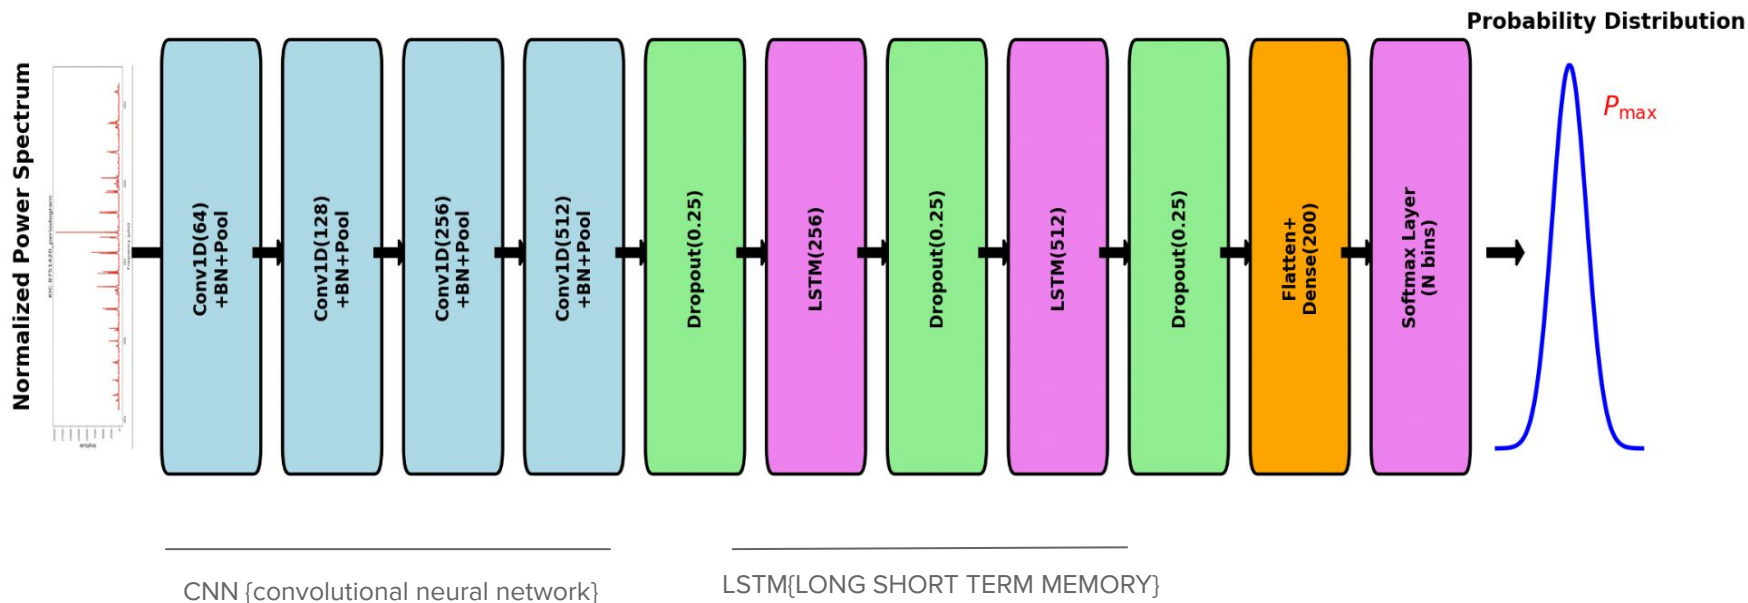 Probability Distribution
Normalized Power Spectrum
Conv1D(64)
+BN+Pool
Conv1D(128)
+BN+Pool
Conv1D(256)
+BN+Pool
Conv1D(512)
+BN+Pool
Dropout(0.25)
LSTM(256)
Dropout(0.25)
LSTM(512)
Dropout(0.25)
Flatten+
Dense(200)
Softmax Layer
(N bins)
Pmax
CNN {convolutional neural network}
LSTM{LONG SHORT TERM MEMORY}